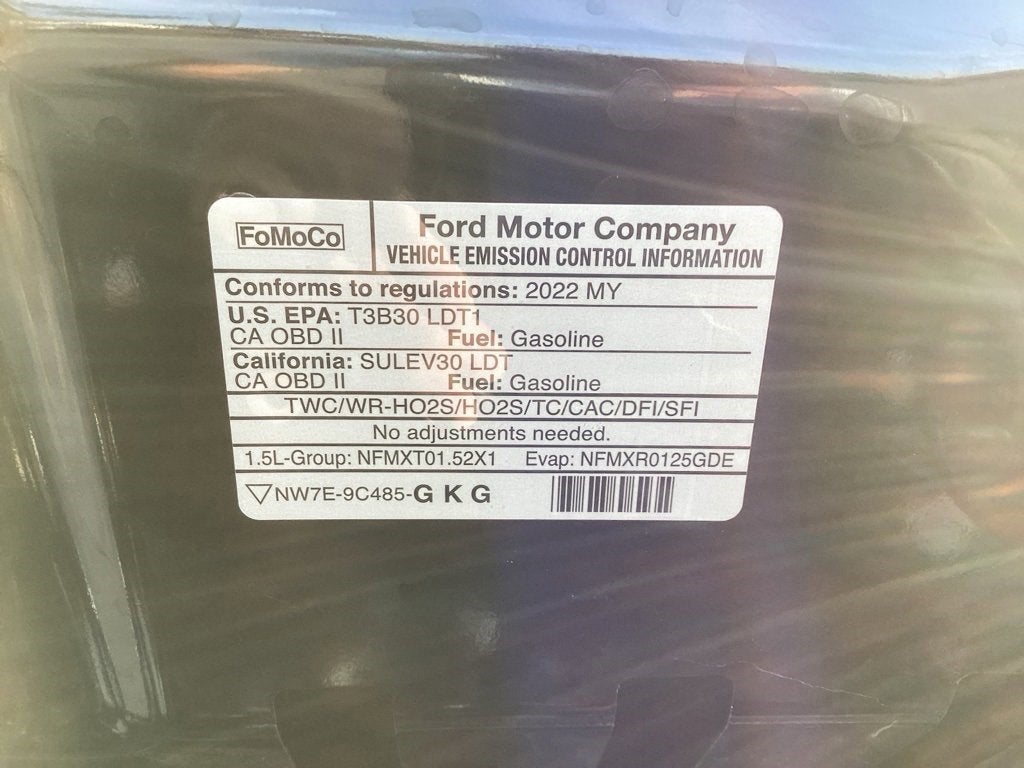 FoMoCo
Ford Motor Company
VEHICLE EMISSION CONTROL INFORMATION
Conforms to regulations: 2022 MY
U.S. EPA: T3B30 LDT1
CA OBD II Fuel: Gasoline
California: SULEV30 LDT
CA OBD II Fuel: Gasoline
TWC/WR-HO2S/HO2S/TC/CAC/DFI/SFI
No adjustments needed.
1.5L-Group: NFMXT01.52X1 Evap: NFMXR0125GDE
NW7E-9C485-G K G